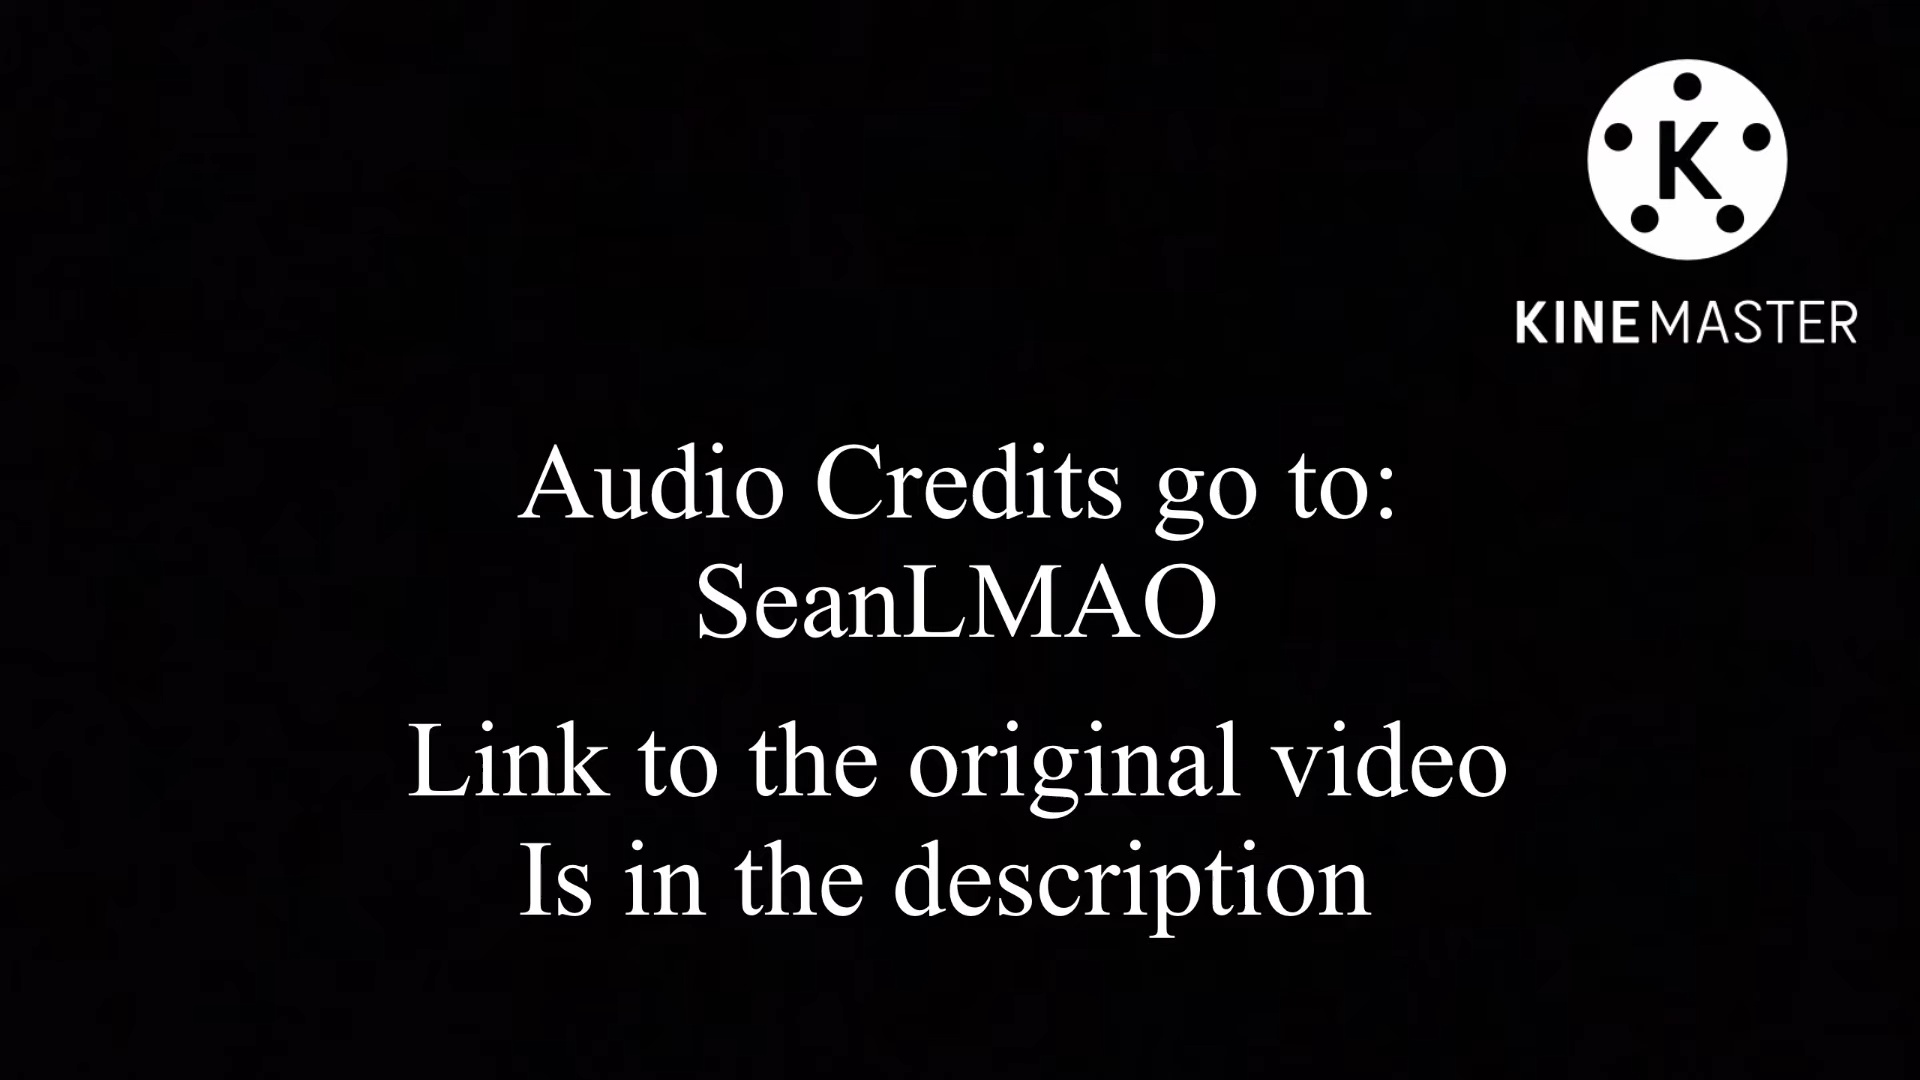 K
KINEMASTER
Audio Credits go to:
SeanLMAO
Link to the original video
Is in the description